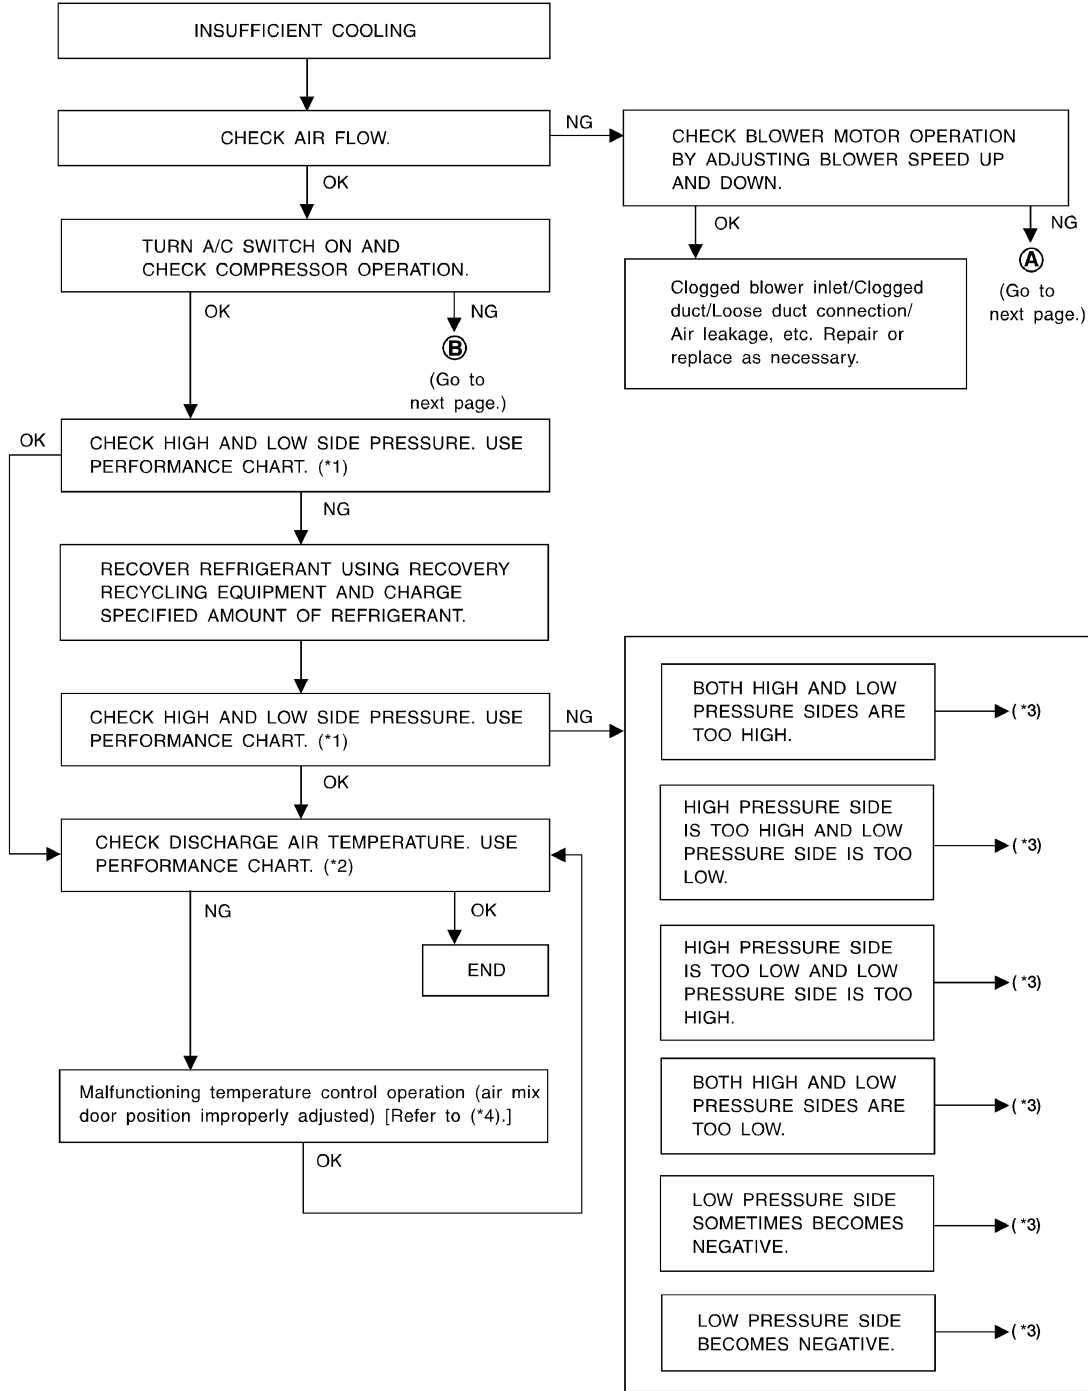 INSUFFICIENT COOLING
CHECK AIR FLOW.
NG
CHECK BLOWER MOTOR OPERATION
BY ADJUSTING BLOWER SPEED UP
AND DOWN.
OK
OK
NG
TURN A/C SWITCH ON AND
CHECK COMPRESSOR OPERATION.
A
(Go to
next page.)
Clogged blower inlet/Clogged
duct/Loose duct connection/
Air leakage, etc. Repair or
replace as necessary.
OK
NG
B
(Go to
next page.)
OK
CHECK HIGH AND LOW SIDE PRESSURE. USE
PERFORMANCE CHART. (*1)
NG
RECOVER REFRIGERANT USING RECOVERY
RECYCLING EQUIPMENT AND CHARGE
SPECIFIED AMOUNT OF REFRIGERANT.
CHECK HIGH AND LOW SIDE PRESSURE. USE
PERFORMANCE CHART. (*1)
NG
OK
CHECK DISCHARGE AIR TEMPERATURE. USE
PERFORMANCE CHART. (*2)
NG
OK
END
Malfunctioning temperature control operation (air mix
door position improperly adjusted) [Refer to (*4).]
OK
BOTH HIGH AND LOW
PRESSURE SIDES ARE
TOO HIGH.
(*3)
HIGH PRESSURE SIDE
IS TOO HIGH AND LOW
PRESSURE SIDE IS TOO
LOW.
(*3)
HIGH PRESSURE SIDE
IS TOO LOW AND LOW
PRESSURE SIDE IS TOO
HIGH.
(*3)
BOTH HIGH AND LOW
PRESSURE SIDES ARE
TOO LOW.
(*3)
LOW PRESSURE SIDE
SOMETIMES BECOMES
NEGATIVE.
(*3)
LOW PRESSURE SIDE
BECOMES NEGATIVE.
(*3)